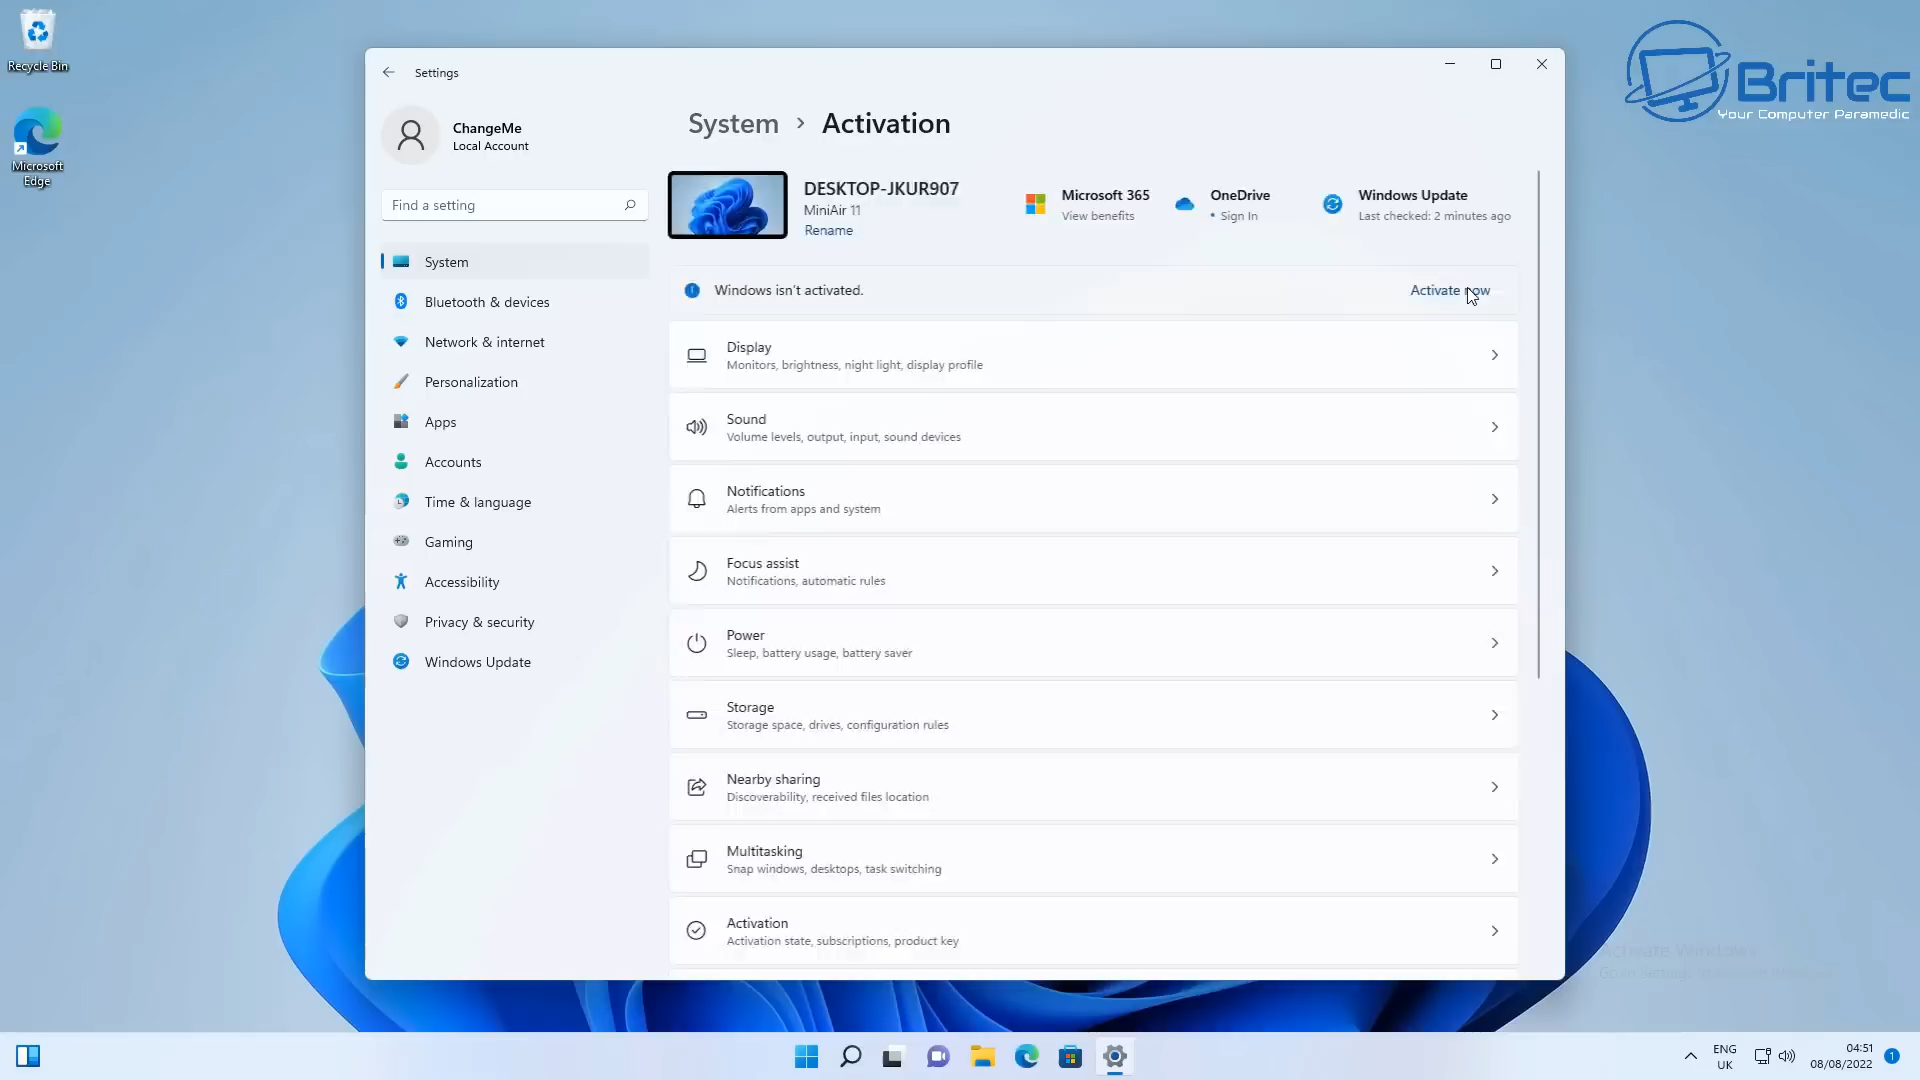 Recycle Bin
Microsoft
Edge
Settings
ChangeMe
Local Account
Find a setting
System
Bluetooth & devices
Network & internet
Personalization
Apps
Accounts
Time & language
Gaming
Accessibility
Privacy & security
Windows Update
System > Activation
DESKTOP-JKUR907
MiniAir 11
Rename
Microsoft 365
View benefits
OneDrive
• Sign In
Windows Update
Last checked: 2 minutes ago
Windows isn't activated.
Activate now
Display
Monitors, brightness, night light, display profile
Sound
Volume levels, output, input, sound devices
Notifications
Alerts from apps and system
Focus assist
Notifications, automatic rules
Power
Sleep, battery usage, battery saver
Storage
Storage space, drives, configuration rules
Nearby sharing
Discoverability, received files location
Multitasking
Snap windows, desktops, task switching
Activation
Activation state, subscriptions, product key
Britec
Your Computer Paramedic
Activate Windows
ENG
UK
04:51
08/08/2022
1